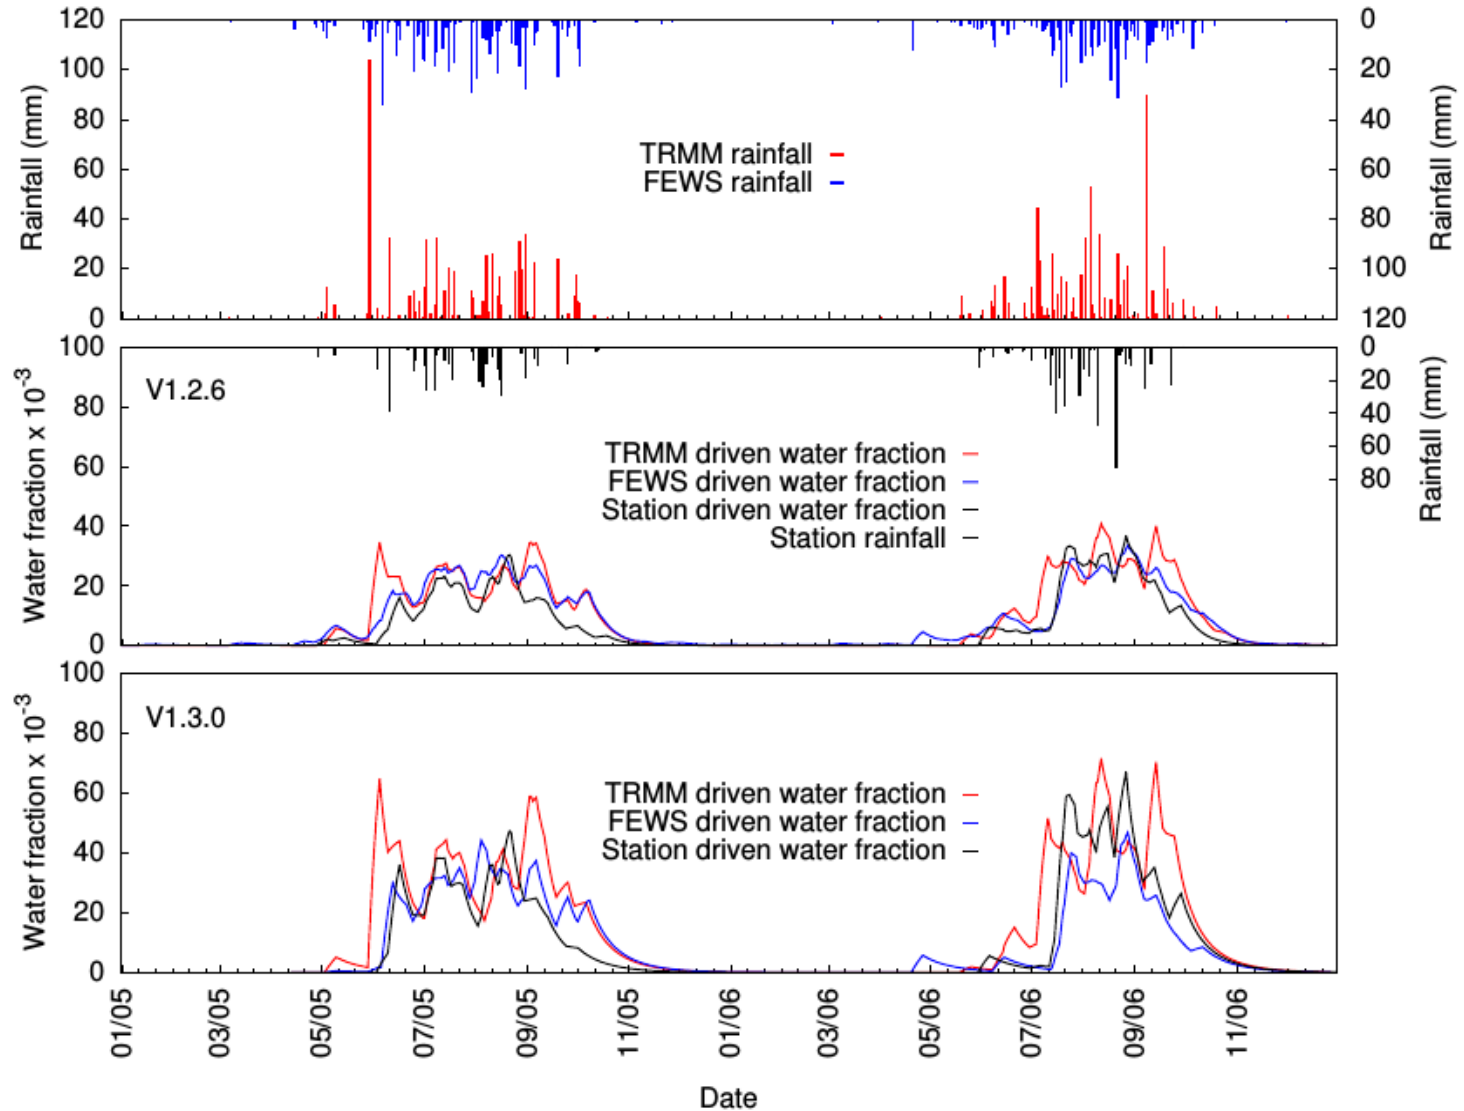 120 0
100 20
80 40
60 60
40 80
20 100
0 120
Rainfall (mm)
Rainfall (mm)
TRMM rainfall
FEWS rainfall
100 0
80 20
60 40
40 60
20 80
0
Water fraction x 10-3
Rainfall (mm)
V1.2.6
TRMM driven water fraction
FEWS driven water fraction
Station driven water fraction
Station rainfall
100
80
60
40
20
0
Water fraction x 10-3
V1.3.0
TRMM driven water fraction
FEWS driven water fraction
Station driven water fraction
01/05 03/05 05/05 07/05 09/05 11/05 01/06 03/06 05/06 07/06 09/06 11/06
Date